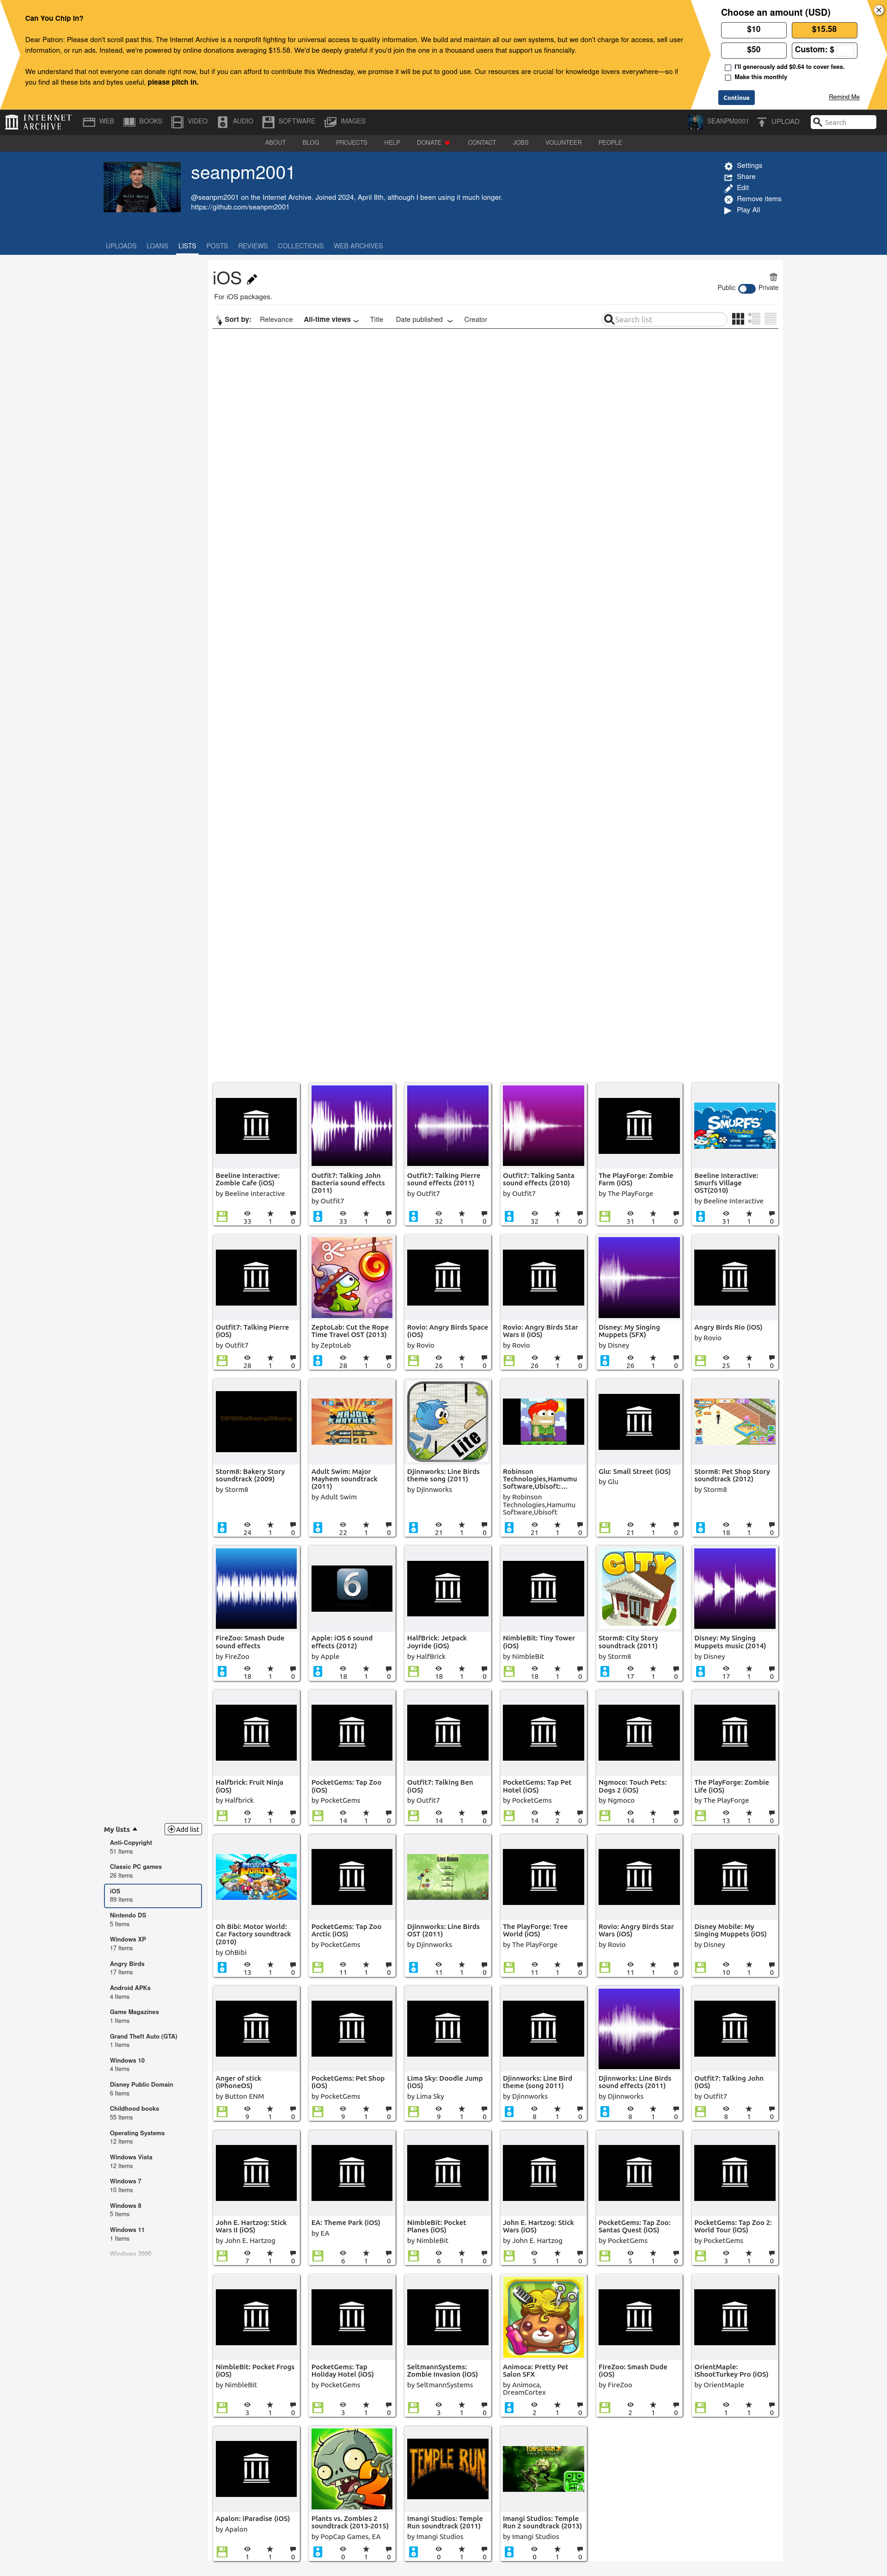 Can You Chip In?
Dear Patron: Please don't scroll past this. The Internet Archive is a nonprofit fighting for universal access to quality information. We build and maintain all our own systems, but we don't charge for access, sell user
information, or run ads. Instead, we're powered by online donations averaging $15.58. We'd be deeply grateful if you'd join the one in a thousand users that support us financially.
We understand that not everyone can donate right now, but if you can afford to contribute this Wednesday, we promise it will be put to good use. Our resources are crucial for knowledge lovers everywhere—so if
you find all these bits and bytes useful, please pitch in.
Choose an amount (USD)
$10
$15.58
$50
Custom: $
I'll generously add $0.64 to cover fees.
Make this monthly
Continue
Remind Me
INTERNET ARCHIVE
WEB
BOOKS
VIDEO
AUDIO
SOFTWARE
IMAGES
SEANPM2001
UPLOAD
Search
ABOUT
BLOG
PROJECTS
HELP
DONATE
CONTACT
JOBS
VOLUNTEER
PEOPLE
seanpm2001
@seanpm2001 on the Internet Archive. Joined 2024, April 8th, although I been using it much longer.
https://github.com/seanpm2001
Settings
Share
Edit
Remove items
Play All
UPLOADS
LOANS
LISTS
POSTS
REVIEWS
COLLECTIONS
WEB ARCHIVES
iOS
Public
Private
For iOS packages.
Sort by:
Relevance
All-time views
Title
Date published
Creator
Search list
Beeline Interactive:
Zombie Cafe (iOS)
by Beeline Interactive
33 1 0
Outfit7: Talking John
Bacteria sound effects
(2011)
by Outfit7
33 1 0
Outfit7: Talking Pierre
sound effects (2011)
by Outfit7
32 1 0
Outfit7: Talking Santa
sound effects (2010)
by Outfit7
32 1 0
The PlayForge: Zombie
Farm (iOS)
by The PlayForge
31 1 0
Beeline Interactive:
Smurfs Village
OST(2010)
by Beeline Interactive
31 1 0
Outfit7: Talking Pierre
(iOS)
by Outfit7
28 1 0
ZeptoLab: Cut the Rope
Time Travel OST (2013)
by ZeptoLab
28 1 0
Rovio: Angry Birds Space
(iOS)
by Rovio
26 1 0
Rovio: Angry Birds Star
Wars II (iOS)
by Rovio
26 1 0
Disney: My Singing
Muppets (SFX)
by Disney
26 1 0
Angry Birds Rio (iOS)
by Rovio
25 1 0
Storm8: Bakery Story
soundtrack (2009)
by Storm8
24 1 0
MAJOR
MAYHEM
Adult Swim: Major
Mayhem soundtrack
(2011)
by Adult Swim
22 1 0
Lite
Djinnworks: Line Birds
theme song (2011)
by Djinnworks
21 1 0
Robinson
Technologies,Hamumu
Software,Ubisoft:...
by Robinson
Technologies,Hamumu
Software,Ubisoft
21 1 0
Glu: Small Street (iOS)
by Glu
21 1 0
Storm8: Pet Shop Story
soundtrack (2012)
by Storm8
18 1 0
FireZoo: Smash Dude
sound effects
by FireZoo
18 1 0
6
Apple: iOS 6 sound
effects (2012)
by Apple
18 1 0
HalfBrick: Jetpack
Joyride (iOS)
by HalfBrick
18 1 0
NimbleBit: Tiny Tower
(iOS)
by NimbleBit
18 1 0
CITY
Storm8: City Story
soundtrack (2011)
by Storm8
17 1 0
Disney: My Singing
Muppets music (2014)
by Disney
17 1 0
Halfbrick: Fruit Ninja
(iOS)
by Halfbrick
17 1 0
PocketGems: Tap Zoo
(iOS)
by PocketGems
14 1 0
Outfit7: Talking Ben
(iOS)
by Outfit7
14 1 0
PocketGems: Tap Pet
Hotel (iOS)
by PocketGems
14 2 0
Ngmoco: Touch Pets:
Dogs 2 (iOS)
by Ngmoco
14 1 0
The PlayForge: Zombie
Life (iOS)
by The PlayForge
13 1 0
Oh Bibi: Motor World:
Car Factory soundtrack
(2010)
by OhBibi
13 1 0
PocketGems: Tap Zoo
Arctic (iOS)
by PocketGems
11 1 0
LINE BIRDS
Djinnworks: Line Birds
OST (2011)
by Djinnworks
11 1 0
The PlayForge: Tree
World (iOS)
by The PlayForge
11 1 0
Rovio: Angry Birds Star
Wars (iOS)
by Rovio
11 1 0
Disney Mobile: My
Singing Muppets (iOS)
by Disney
10 1 0
Anger of stick
(iPhoneOS)
by Button ENM
9 1 0
PocketGems: Pet Shop
(iOS)
by PocketGems
9 1 0
Lima Sky: Doodle Jump
(iOS)
by Lima Sky
9 1 0
Djinnworks: Line Bird
theme (song 2011)
by Djinnworks
8 1 0
Djinnworks: Line Birds
sound effects (2011)
by Djinnworks
8 1 0
Outfit7: Talking John
(iOS)
by Outfit7
8 1 0
John E. Hartzog: Stick
Wars II (iOS)
by John E. Hartzog
7 1 0
EA: Theme Park (iOS)
by EA
6 1 0
NimbleBit: Pocket
Planes (iOS)
by NimbleBit
6 1 0
John E. Hartzog: Stick
Wars (iOS)
by John E. Hartzog
5 1 0
PocketGems: Tap Zoo:
Santas Quest (iOS)
by PocketGems
5 1 0
PocketGems: Tap Zoo 2:
World Tour (iOS)
by PocketGems
3 1 0
NimbleBit: Pocket Frogs
(iOS)
by NimbleBit
3 1 0
PocketGems: Tap
Holiday Hotel (iOS)
by PocketGems
3 1 0
SeltmannSystems:
Zombie Invasion (iOS)
by SeltmannSystems
3 1 0
Animoca: Pretty Pet
Salon SFX
by Animoca,
DreamCortex
2 1 0
FireZoo: Smash Dude
(iOS)
by FireZoo
2 1 0
OrientMaple:
iShootTurkey Pro (iOS)
by OrientMaple
1 1 0
Apalon: iParadise (iOS)
by Apalon
1 1 0
2
Plants vs. Zombies 2
soundtrack (2013-2015)
by PopCap Games, EA
0 1 0
TEMPLE RUN
Imangi Studios: Temple
Run soundtrack (2011)
by Imangi Studios
0 1 0
TEMPLE RUN 2
Imangi Studios: Temple
Run 2 soundtrack (2013)
by Imangi Studios
0 1 0
My lists
Add list
Anti-Copyright
51 Items
Classic PC games
26 Items
iOS
89 Items
Nintendo DS
5 Items
Windows XP
17 Items
Angry Birds
17 Items
Android APKs
4 Items
Game Magazines
1 Items
Grand Theft Auto (GTA)
1 Items
Windows 10
4 Items
Disney Public Domain
6 Items
Childhood books
55 Items
Operating Systems
12 Items
Windows Vista
12 Items
Windows 7
10 Items
Windows 8
5 Items
Windows 11
1 Items
Windows 2000